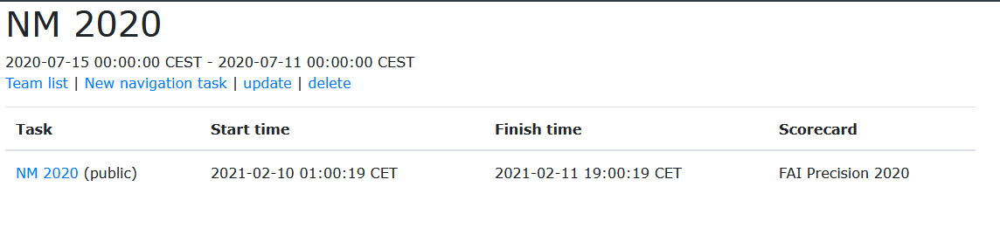 NM 2020
2020-07-15 00:00:00 CEST - 2020-07-11 00:00:00 CEST
Team list | New navigation task | update | delete
Task Start time Finish time Scorecard
NM 2020 (public) 2021-02-10 01:00:19 CET 2021-02-11 19:00:19 CET FAI Precision 2020